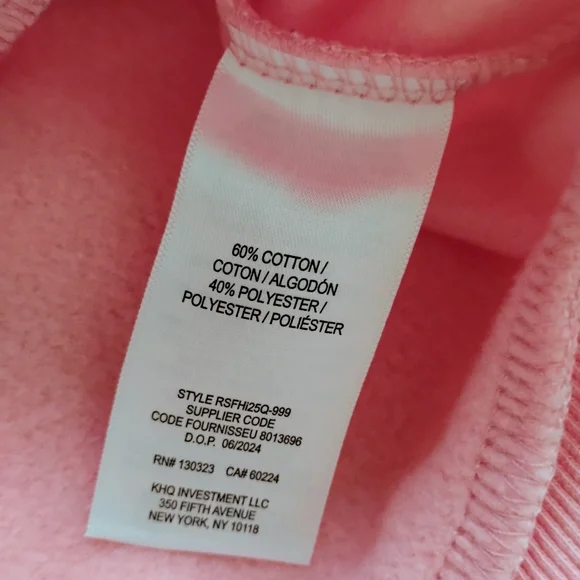 60% COTTON /
COTON / ALGODÓN
40% POLYESTER /
POLYESTER / POLIÉSTER
STYLE RSFHi25Q-999
SUPPLIER CODE
CODE FOURNISSEU 8013696
D.O.P. 06/2024
RN# 130323 CA# 60224
KHQ INVESTMENT LLC
350 FIFTH AVENUE
NEW YORK, NY 10118